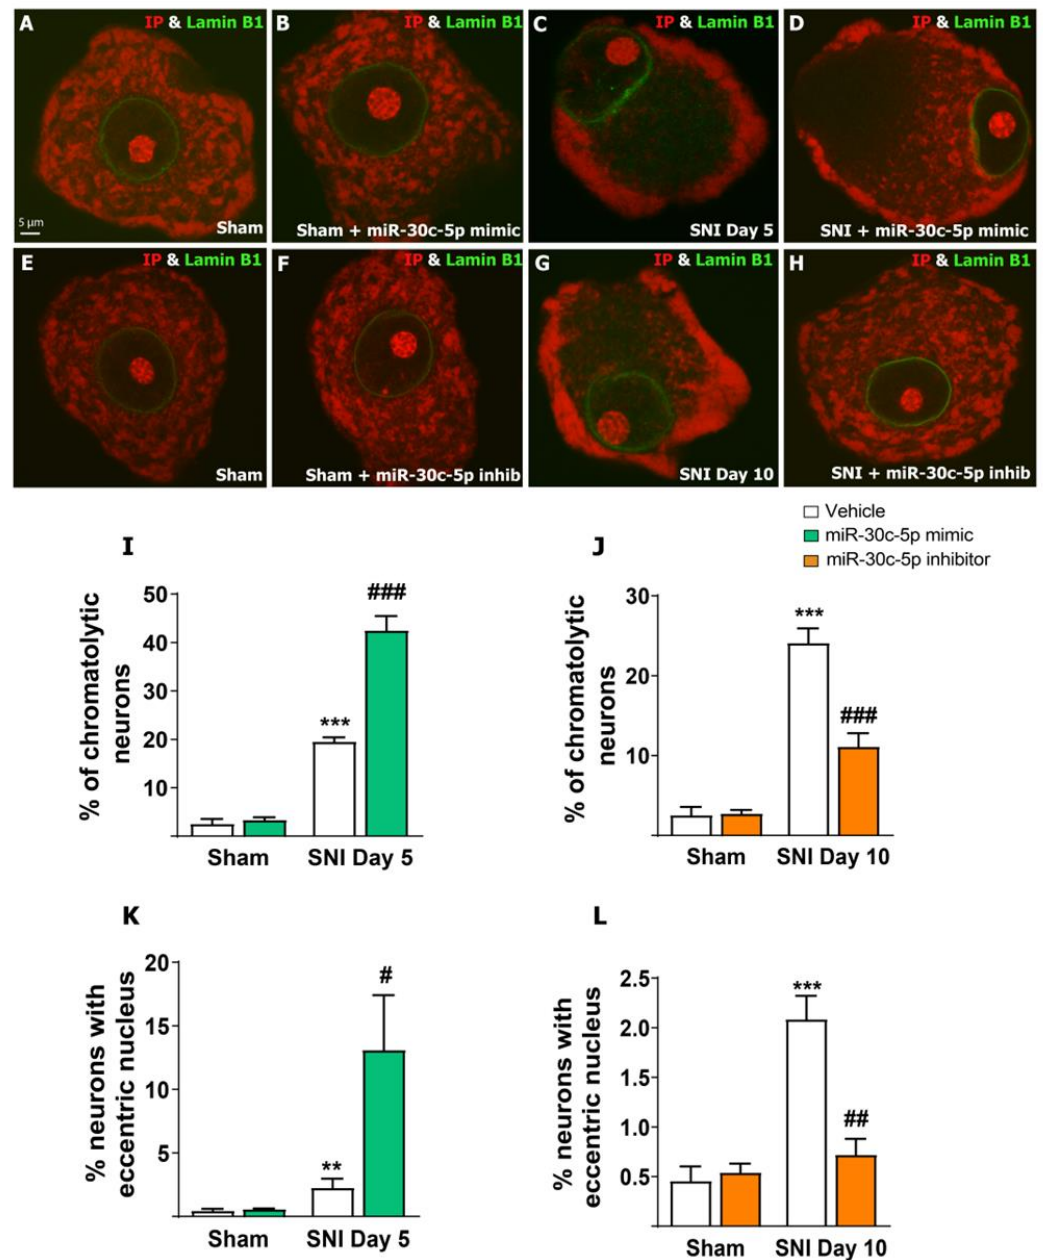 A IP & Lamin B1
Sham
5 µm
B IP & Lamin B1
Sham + miR-30c-5p mimic
C IP & Lamin B1
SNI Day 5
D IP & Lamin B1
SNI + miR-30c-5p mimic
E IP & Lamin B1
Sham
F IP & Lamin B1
Sham + miR-30c-5p inhib
G IP & Lamin B1
SNI Day 10
H IP & Lamin B1
SNI + miR-30c-5p inhib
Vehicle
miR-30c-5p mimic
miR-30c-5p inhibitor
I
% of chromatolytic
neurons
50
40
30
20
10
***
###
Sham
SNI Day 5
J
% of chromatolytic
neurons
30
20
10
***
###
Sham
SNI Day 10
K
% neurons with
eccentric nucleus
20
15
10
5
**
#
Sham
SNI Day 5
L
% neurons with
eccentric nucleus
2.5
2.0
1.5
1.0
0.5
***
##
Sham
SNI Day 10